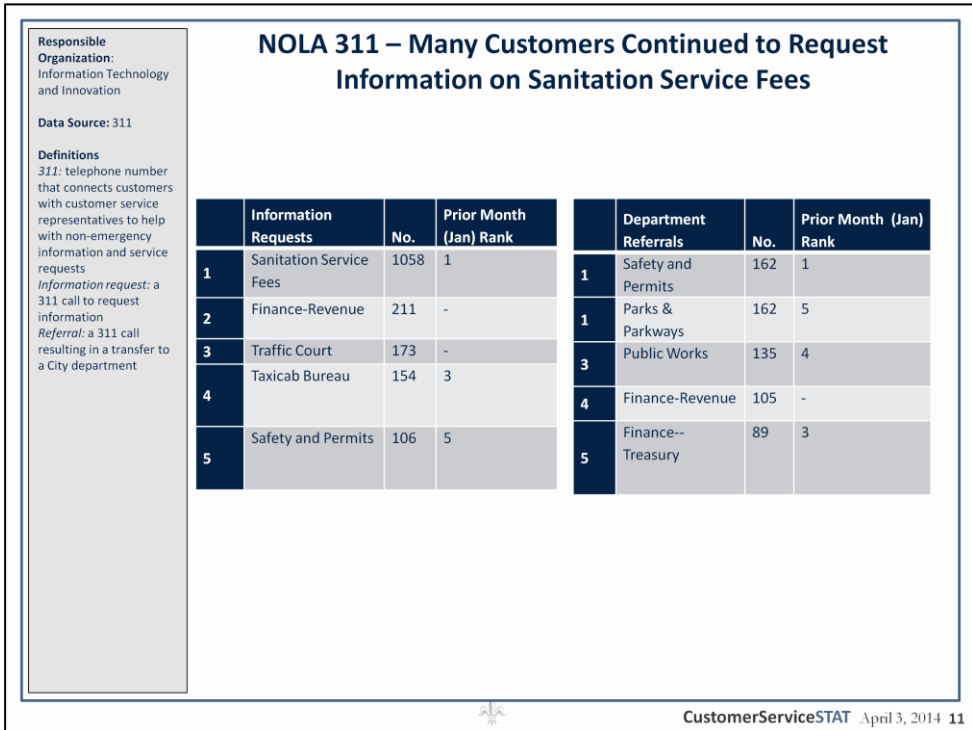 NOLA 311 – Many Customers Continued to Request
Information on Sanitation Service Fees
Responsible
Organization:
Information Technology
and Innovation
Data Source: 311
Definitions
311: telephone number
that connects customers
with customer service
representatives to help
with non-emergency
information and service
requests
Information request: a
311 call to request
information
Referral: a 311 call
resulting in a transfer to
a City department
Information
Requests
No.
Prior Month
(Jan) Rank
1
Sanitation Service
Fees
1058
1
2
Finance-Revenue
211
-
3
Traffic Court
173
-
4
Taxicab Bureau
154
3
5
Safety and Permits
106
5
Department
Referrals
No.
Prior Month (Jan)
Rank
1
Safety and
Permits
162
1
1
Parks &
Parkways
162
5
3
Public Works
135
4
4
Finance-Revenue
105
-
5
Finance--
Treasury
89
3
CustomerServiceSTAT April 3, 2014 11